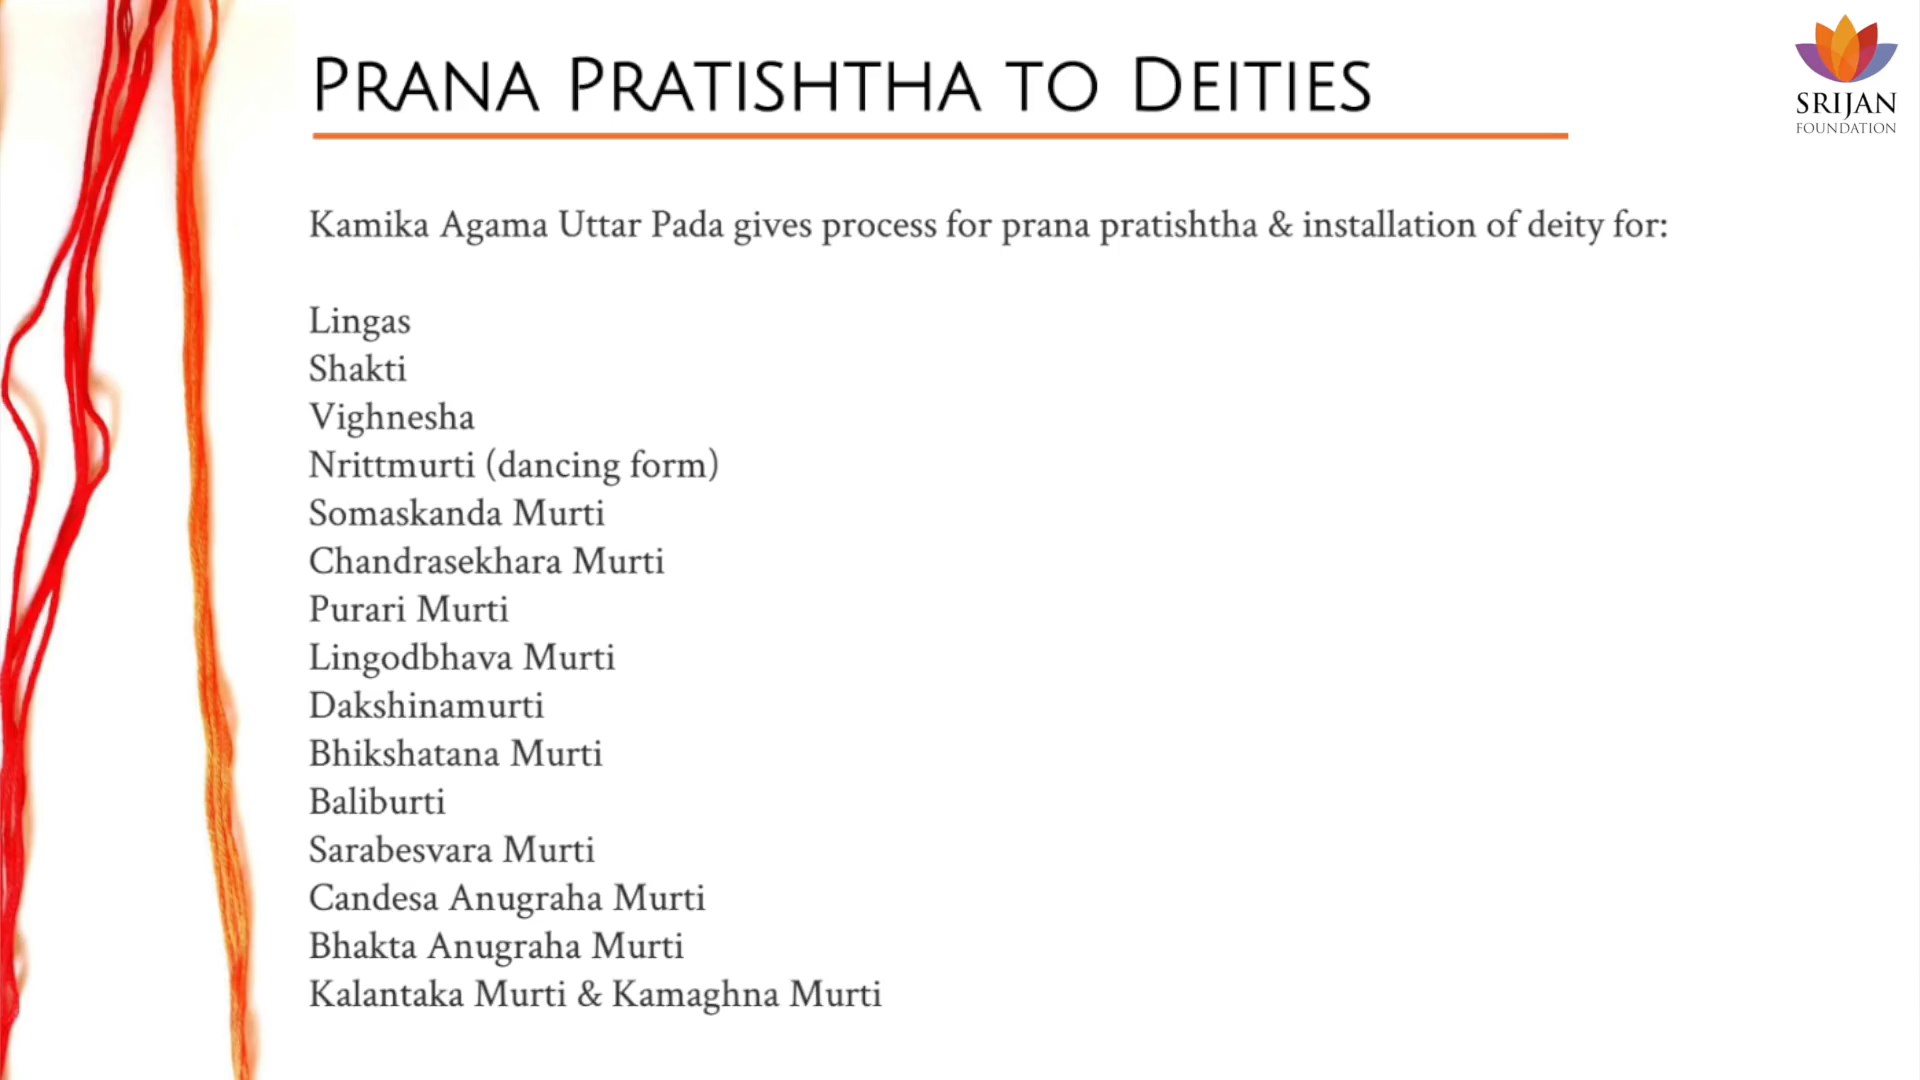 PRANA PRATISHTHA TO DEITIES
SRIJAN
FOUNDATION
Kamika Agama Uttar Pada gives process for prana pratishtha & installation of deity for:
Lingas
Shakti
Vighnesha
Nrittmurti (dancing form)
Somaskanda Murti
Chandrasekhara Murti
Purari Murti
Lingodbhava Murti
Dakshinamurti
Bhikshatana Murti
Baliburti
Sarabesvara Murti
Candesa Anugraha Murti
Bhakta Anugraha Murti
Kalantaka Murti & Kamaghna Murti